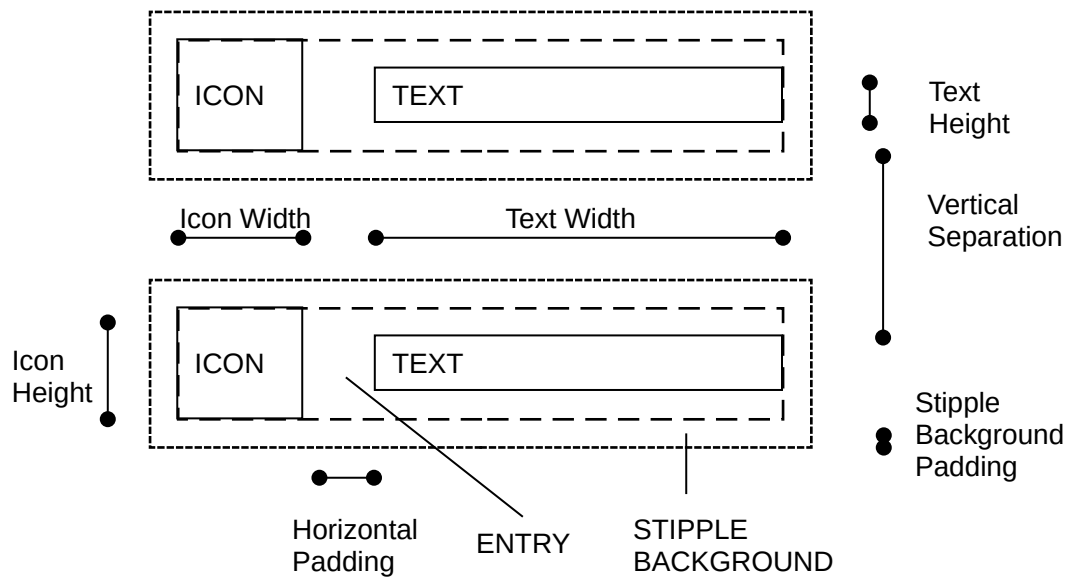 ICON
TEXT
Text
Height
Icon Width
Text Width
Vertical
Separation
ICON
TEXT
Icon
Height
Stipple
Background
Padding
Horizontal
Padding
ENTRY
STIPPLE
BACKGROUND